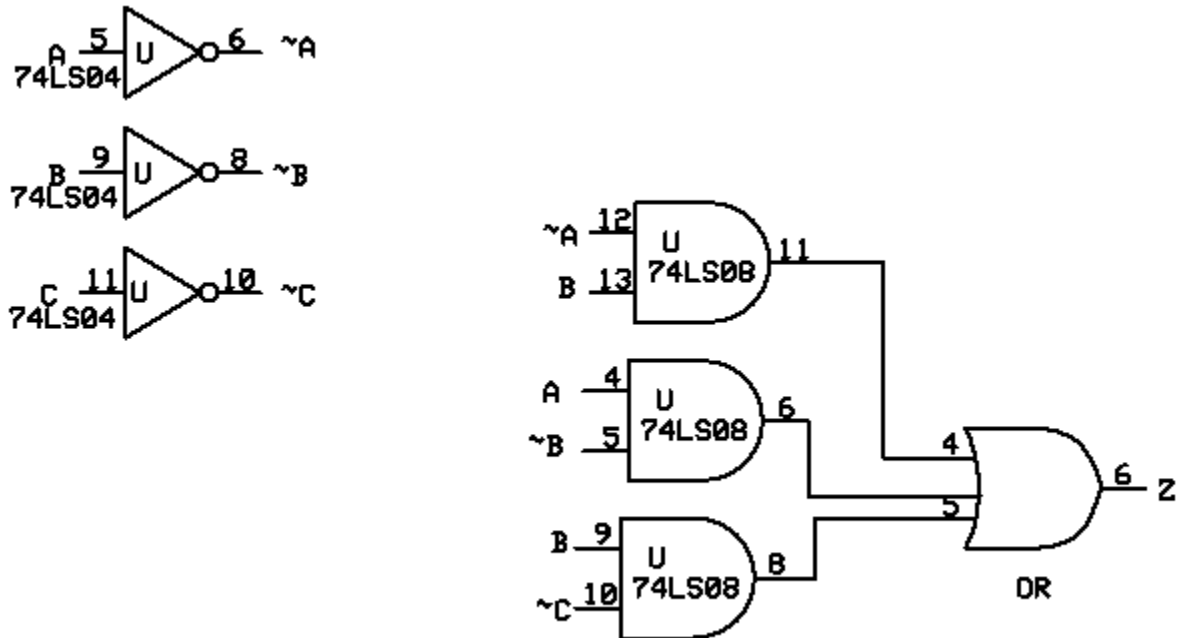 A 5 U 6 ~A
74LS04
B 9 U 8 ~B
74LS04
C 11 U 10 ~C
74LS04
~A 12 U 11
74LS08
B 13
A 4 U 6
74LS08
~B 5
B 9 U 8
74LS08
~C 10
4
5
6 Z
OR